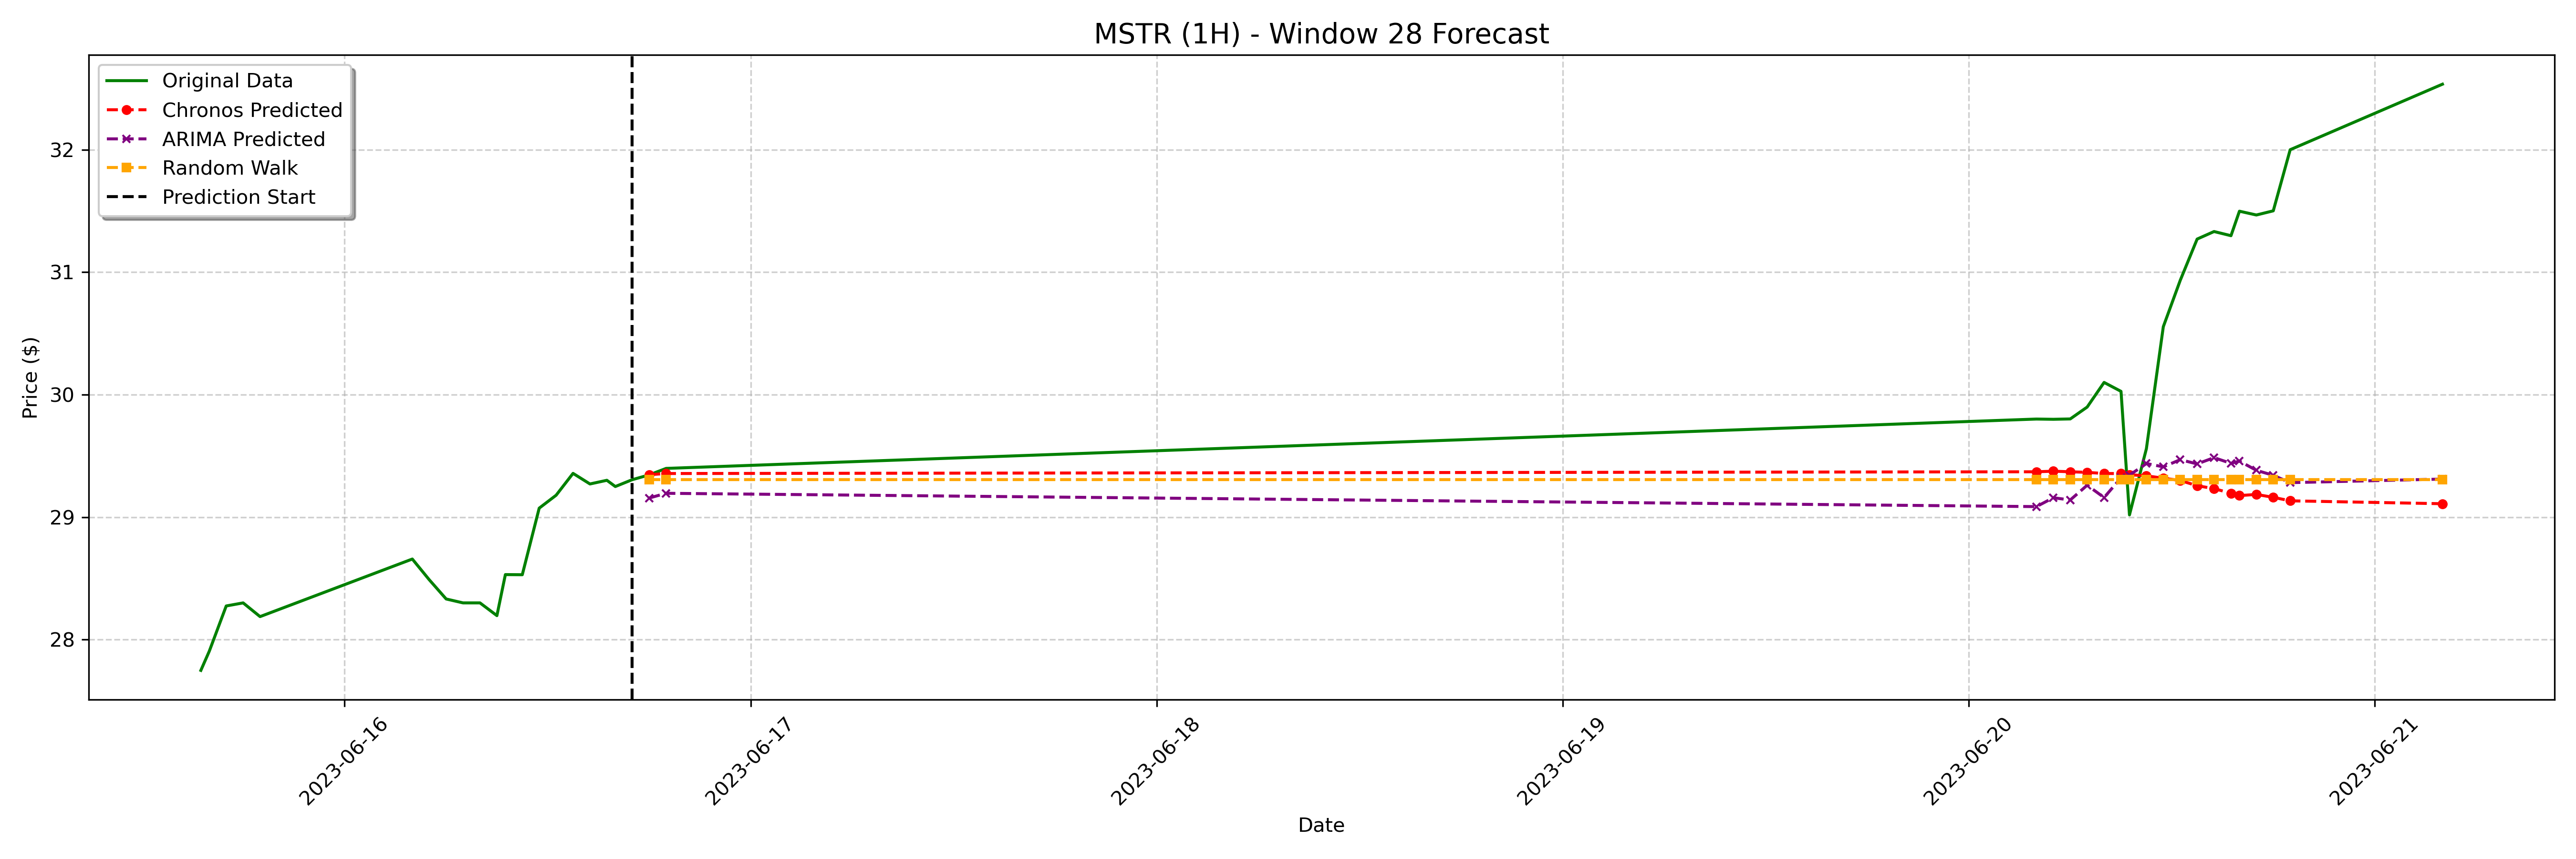 MSTR (1H) - Window 28 Forecast
Original Data
Chronos Predicted
ARIMA Predicted
Random Walk
Prediction Start
Price ($)
32
31
30
29
28
2023-06-16
2023-06-17
2023-06-18
2023-06-19
2023-06-20
2023-06-21
Date